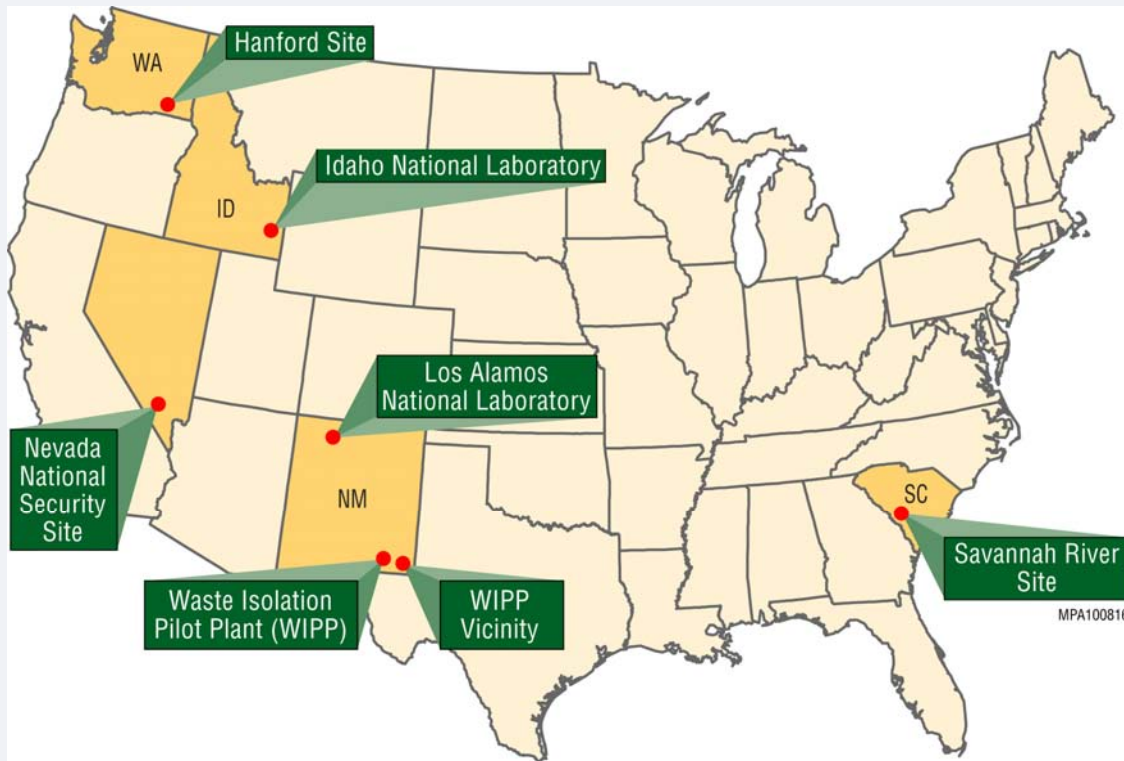 Hanford Site
WA
Idaho National Laboratory
ID
Los Alamos
National Laboratory
Nevada
National
Security
Site
NM
SC
Savannah River
Site
Waste Isolation
Pilot Plant (WIPP)
WIPP
Vicinity
MPA100816